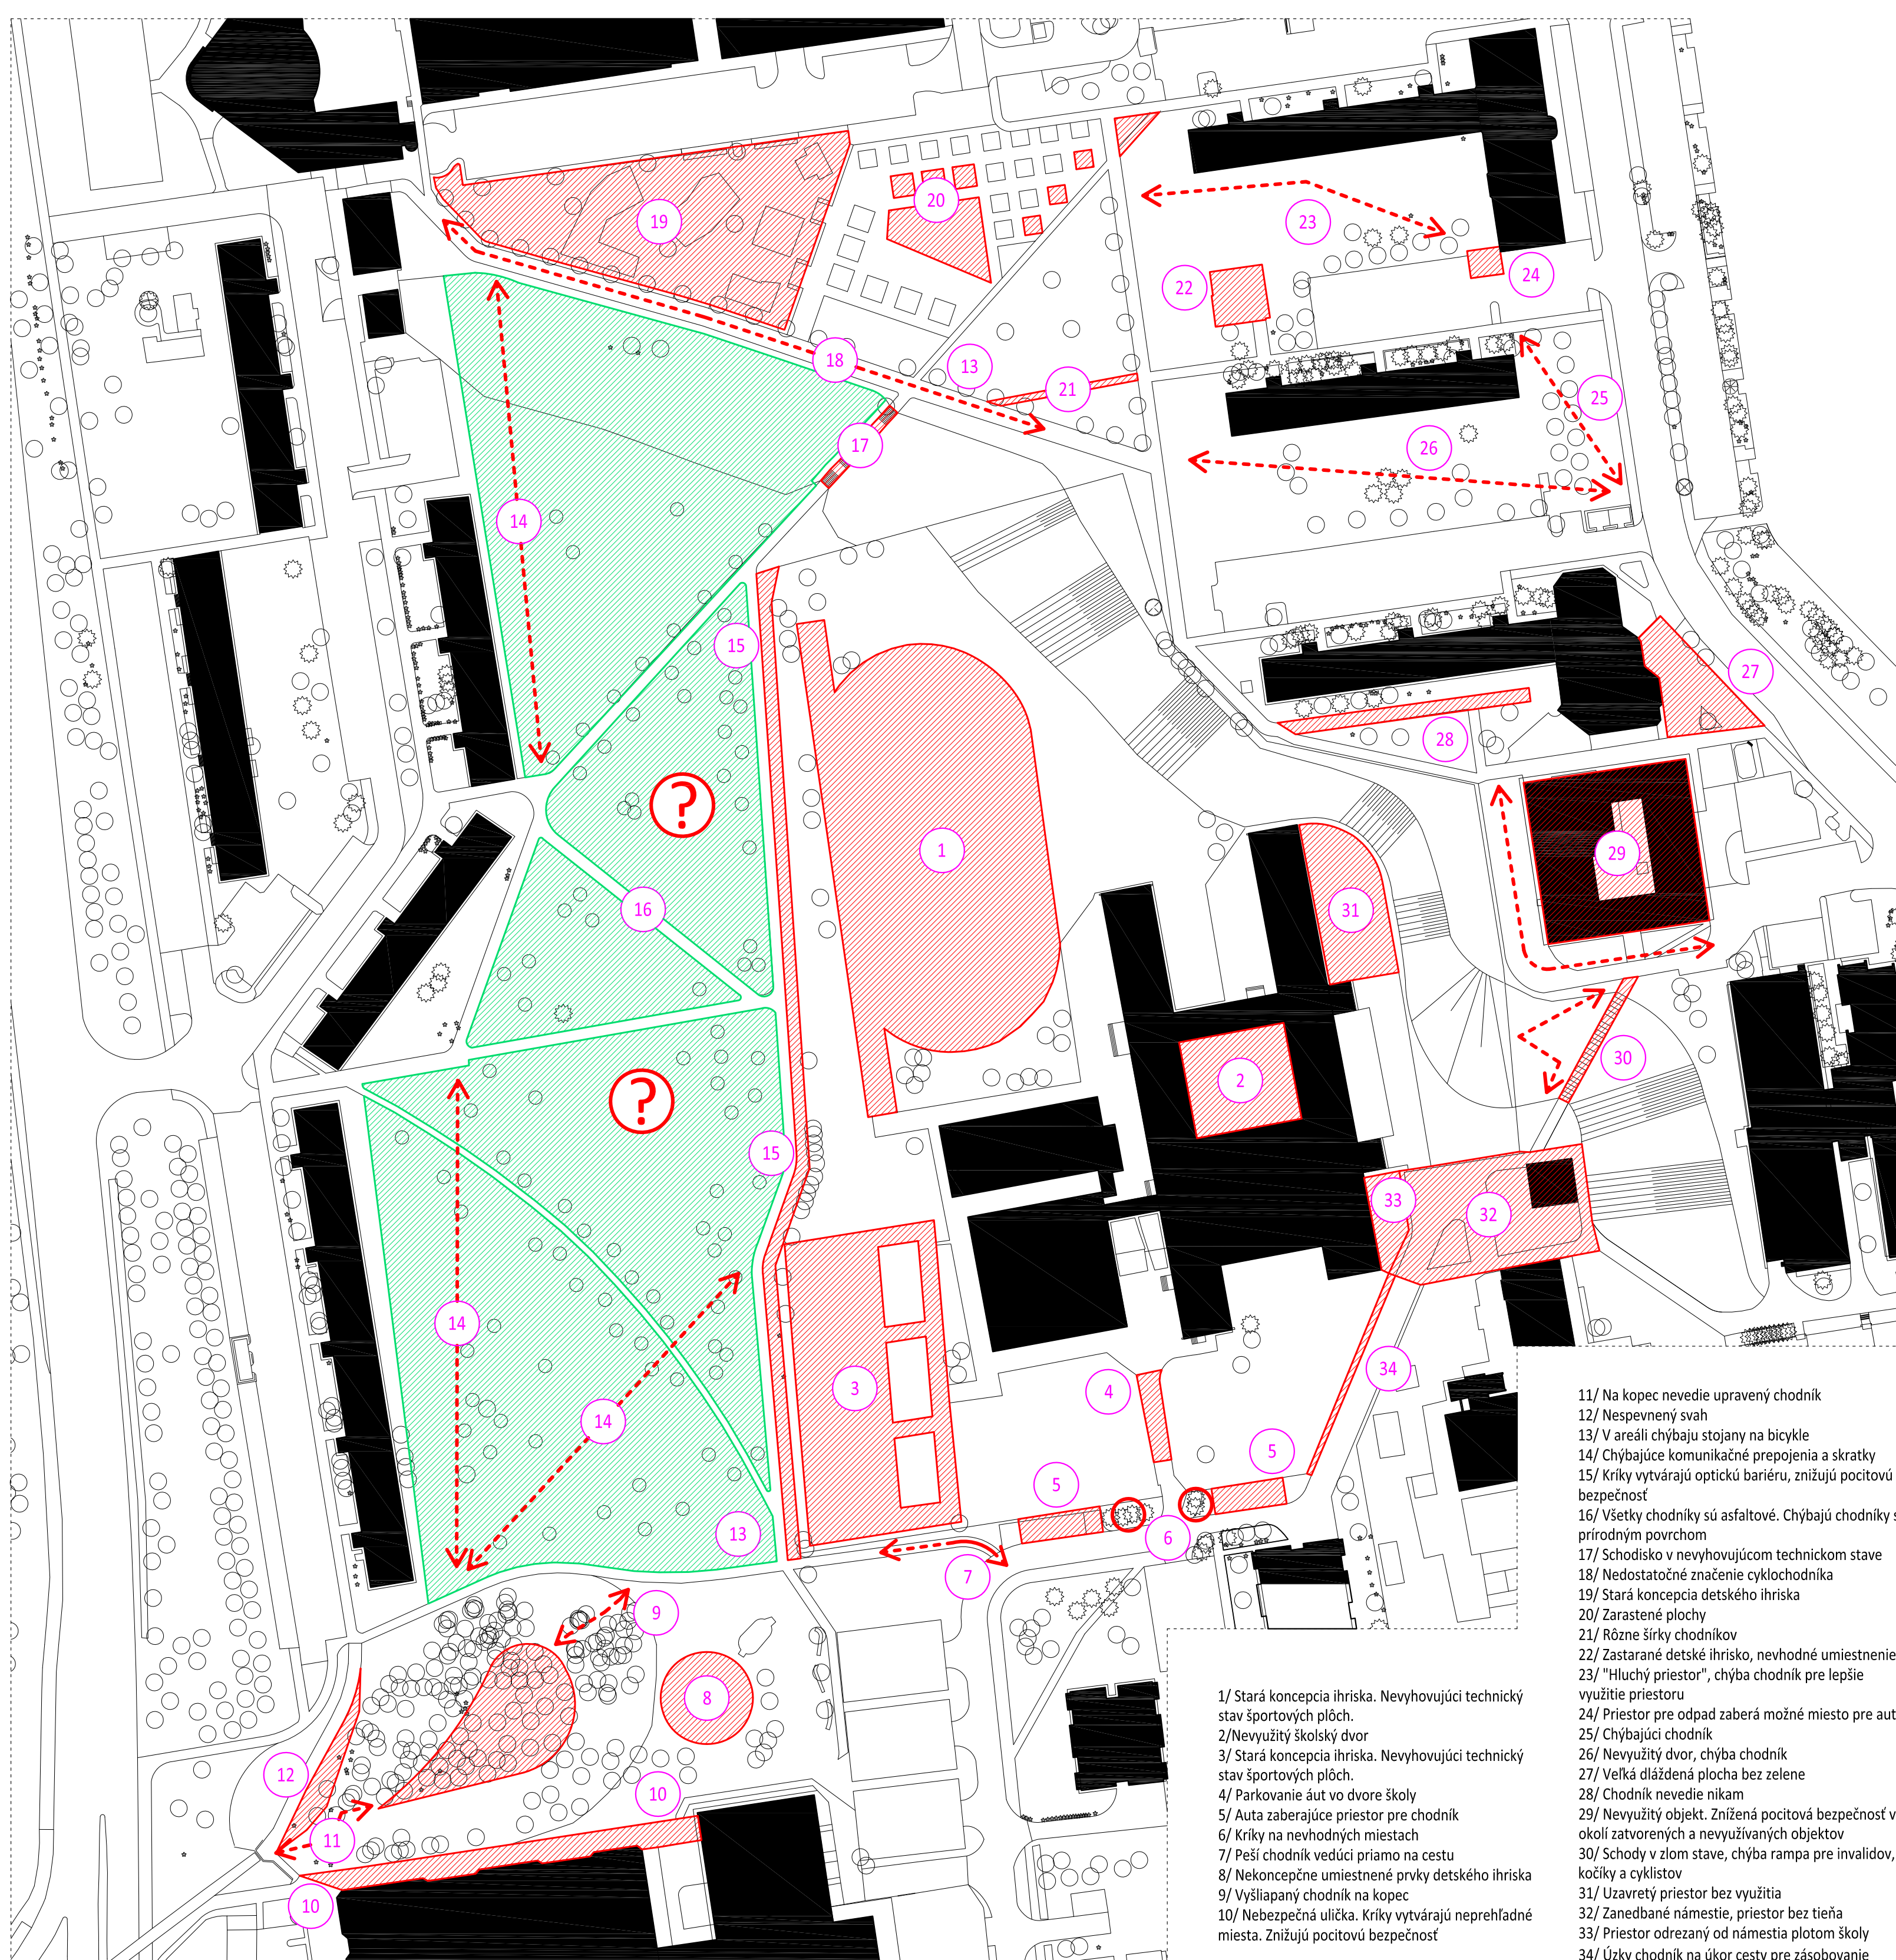 19
20
23
22
24
18
13
21
25
17
26
14
15
27
28
?
1
29
16
31
30
2
?
15
33
32
14
34
3
4
14
5
5
13
6
7
9
8
12
10
11
10
1/ Stará koncepcia ihriska. Nevyhovujúci technický
stav športových plôch.
2/Nevyužitý školský dvor
3/ Stará koncepcia ihriska. Nevyhovujúci technický
stav športových plôch.
4/ Parkovanie áut vo dvore školy
5/ Auta zaberajúce priestor pre chodník
6/ Kríky na nevhodných miestach
7/ Peší chodník vedúci priamo na cestu
8/ Nekoncepčne umiestnené prvky detského ihriska
9/ Vyšliapaný chodník na kopec
10/ Nebezpečná ulička. Kríky vytvárajú neprehľadné
miesta. Znižujú pocitovú bezpečnosť
11/ Na kopec nevedie upravený chodník
12/ Nespevnený svah
13/ V areáli chýbaju stojany na bicykle
14/ Chýbajúce komunikačné prepojenia a skratky
15/ Kríky vytvárajú optickú bariéru, znižujú pocitovú
bezpečnosť
16/ Všetky chodníky sú asfaltové. Chýbajú chodníky s
prírodným povrchom
17/ Schodisko v nevyhovujúcom technickom stave
18/ Nedostatočné značenie cyklochodníka
19/ Stará koncepcia detského ihriska
20/ Zarastené plochy
21/ Rôzne šírky chodníkov
22/ Zastarané detské ihrisko, nevhodné umiestnenie
23/ "Hluchý priestor", chýba chodník pre lepšie
využitie priestoru
24/ Priestor pre odpad zaberá možné miesto pre aut
25/ Chýbajúci chodník
26/ Nevyužitý dvor, chýba chodník
27/ Veľká dláždená plocha bez zelene
28/ Chodník nevedie nikam
29/ Nevyužitý objekt. Znížená pocitová bezpečnosť v
okolí zatvorených a nevyužívaných objektov
30/ Schody v zlom stave, chýba rampa pre invalidov,
kočíky a cyklistov
31/ Uzavretý priestor bez využitia
32/ Zanedbané námestie, priestor bez tieňa
33/ Priestor odrezaný od námestia plotom školy
34/ Úzky chodník na úkor cesty pre zásobovanie